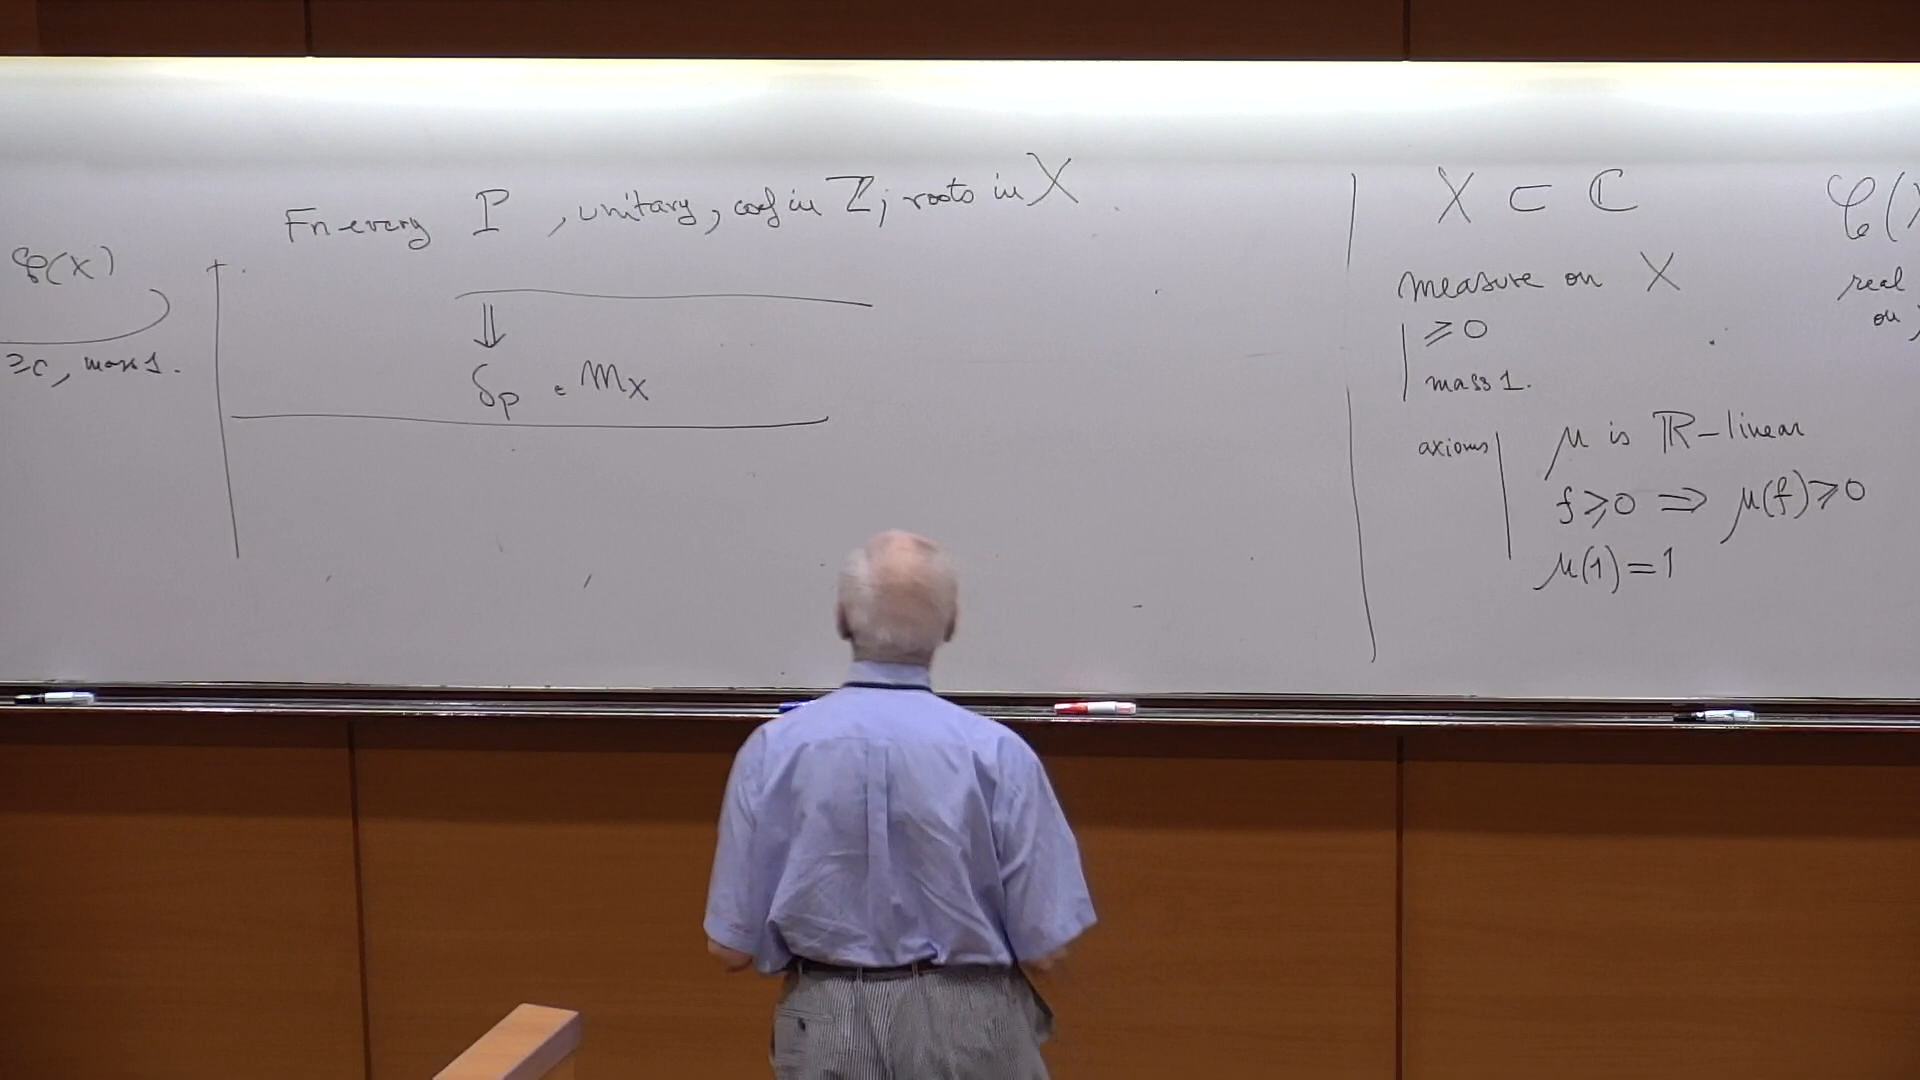 𝒞(X)
≥0, mass 1.
For every P, unitary, coef in ℤ; roots in X
⇓
δ_P ∈ M_X
X ⊂ ℂ
measure on X
≥ 0
mass 1.
axioms
μ is ℝ-linear
f ≥ 0 ⇒ μ(f) ≥ 0
μ(1) = 1
𝒞(X
real
on